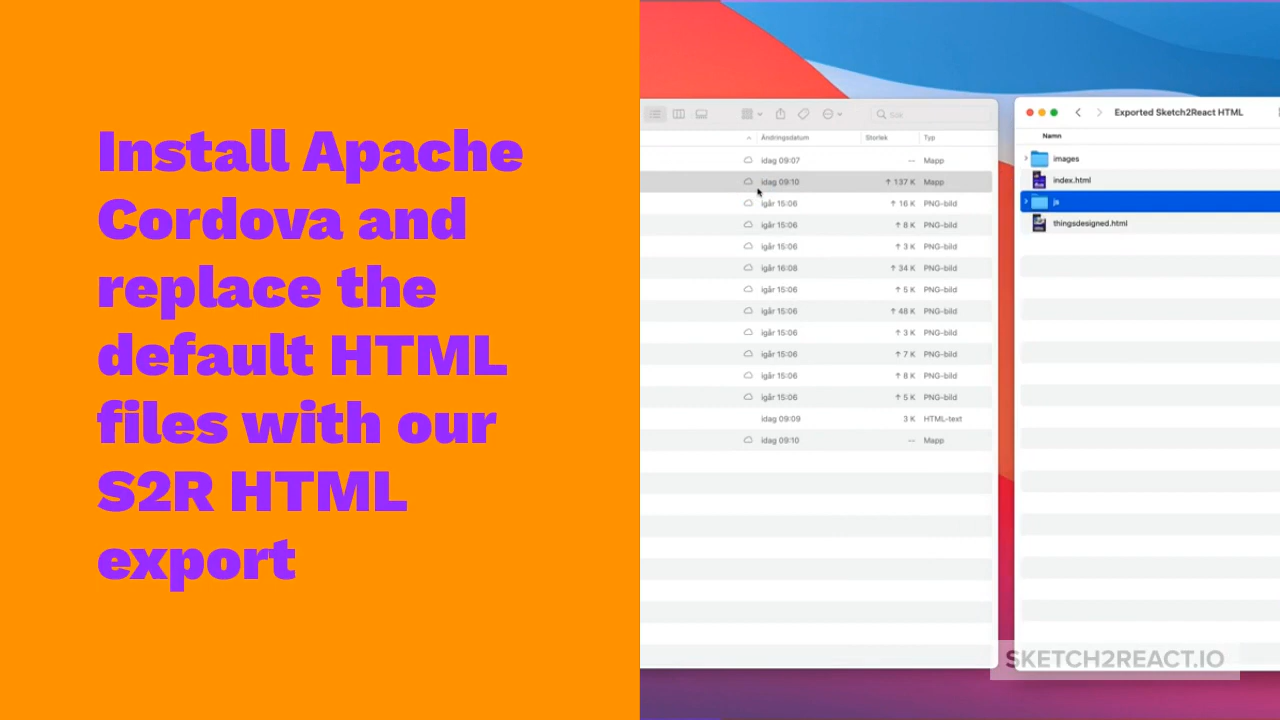 Install Apache
Cordova and
replace the
default HTML
files with our
S2R HTML
export
Sök
Ändringsdatum Storlek Typ
idag 09:07 -- Mapp
idag 09:10 ↑ 137 K Mapp
igår 15:06 ↑ 16 K PNG-bild
igår 15:06 ↑ 8 K PNG-bild
igår 15:06 ↑ 3 K PNG-bild
igår 16:08 ↑ 34 K PNG-bild
igår 15:06 ↑ 5 K PNG-bild
igår 15:06 ↑ 48 K PNG-bild
igår 15:06 ↑ 3 K PNG-bild
igår 15:06 ↑ 7 K PNG-bild
igår 15:06 ↑ 8 K PNG-bild
igår 15:06 ↑ 5 K PNG-bild
idag 09:09 3 K HTML-text
idag 09:10 -- Mapp
Exported Sketch2React HTML
Namn
images
index.html
js
thingsdesigned.html
SKETCH2REACT.IO